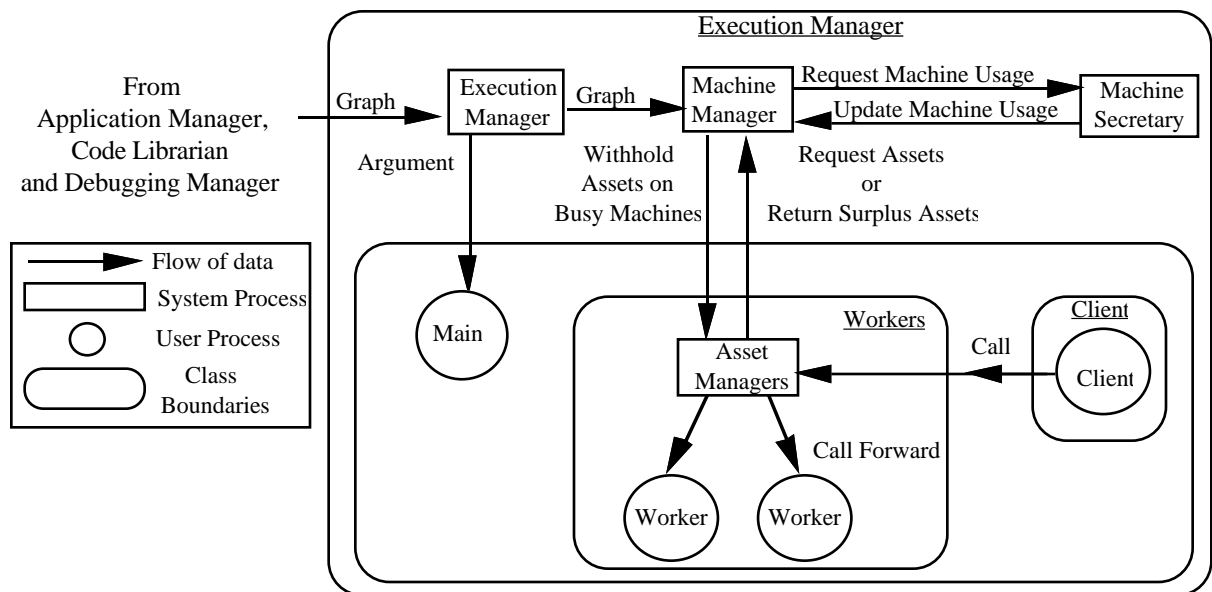 Execution Manager
From
Application Manager,
Code Librarian
and Debugging Manager
Graph
Execution
Manager
Graph
Machine
Manager
Request Machine Usage
Update Machine Usage
Machine
Secretary
Argument
Withhold
Assets on
Busy Machines
Request Assets
or
Return Surplus Assets
Flow of data
System Process
User Process
Class
Boundaries
Main
Workers
Asset
Managers
Call
Client
Client
Call Forward
Worker
Worker